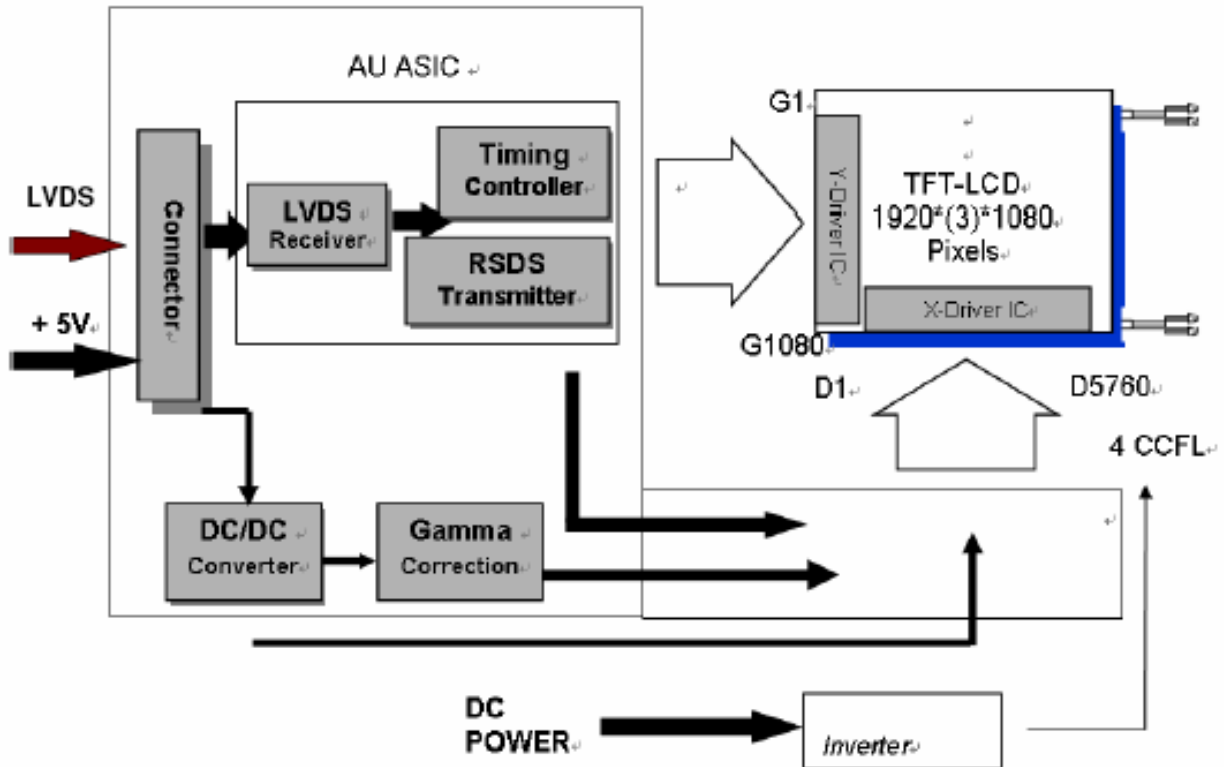 AU ASIC
LVDS
+ 5V
Connector
LVDS
Receiver
Timing
Controller
RSDS
Transmitter
DC/DC
Converter
Gamma
Correction
G1
Y-Driver IC
TFT-LCD
1920*(3)*1080
Pixels
X-Driver IC
G1080
D1
D5760
4 CCFL
DC
POWER
Inverter